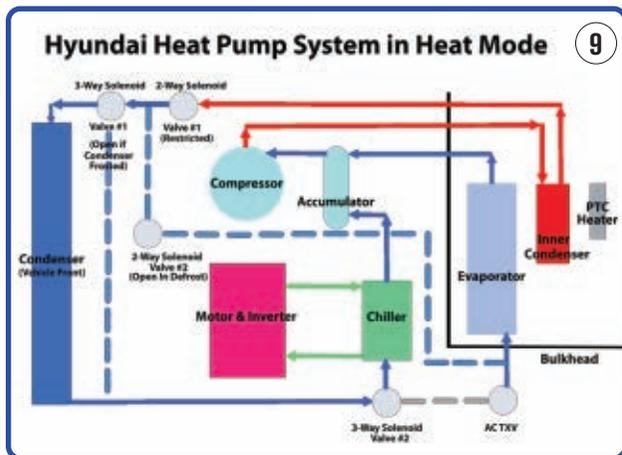 Hyundai Heat Pump System in Heat Mode
9
3-Way Solenoid
Valve #1
(Open if
Condenser
Frosted)
2-Way Solenoid
Valve #1
(Restricted)
Compressor
Accumulator
PTC
Heater
Inner
Condenser
Condenser
(Vehicle Front)
2-Way Solenoid
Valve #2
(Open In Defrost)
Evaporator
Motor & Inverter
Chiller
Bulkhead
3-Way Solenoid
Valve #2
AC TXV